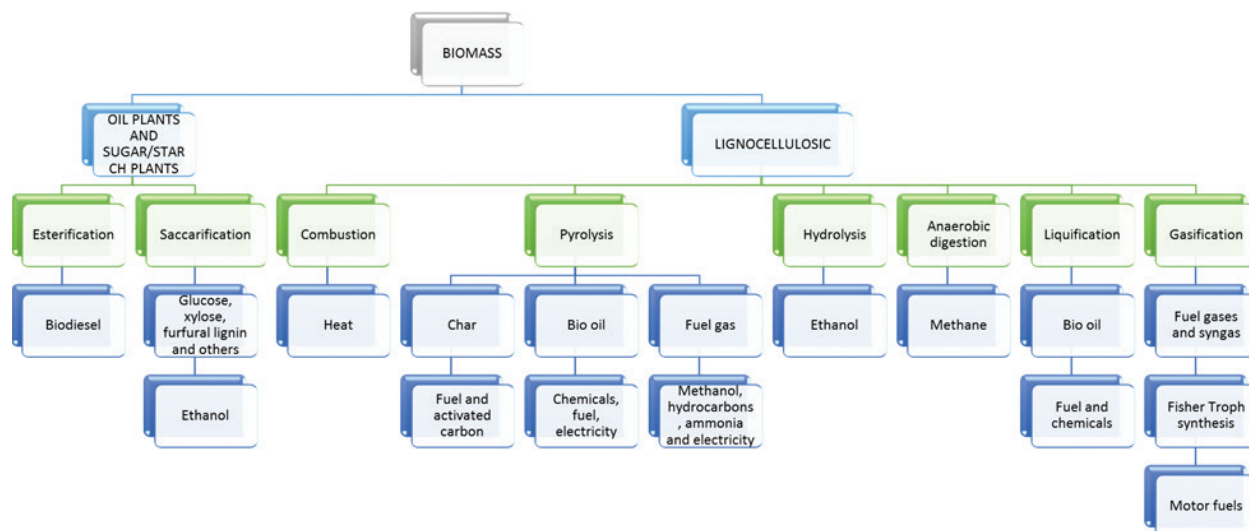 BIOMASS
OIL PLANTS
AND
SUGAR/STAR
CH PLANTS
LIGNOCELLULOSIC
Esterification
Saccarification
Combustion
Pyrolysis
Hydrolysis
Anaerobic
digestion
Liquification
Gasification
Biodiesel
Glucose,
xylose,
furfural lignin
and others
Heat
Char
Bio oil
Fuel gas
Ethanol
Methane
Bio oil
Fuel gases
and syngas
Ethanol
Fuel and
activated
carbon
Chemicals,
fuel,
electricity
Methanol,
hydrocarbons
, ammonia
and electricity
Fuel and
chemicals
Fisher Troph
synthesis
Motor fuels